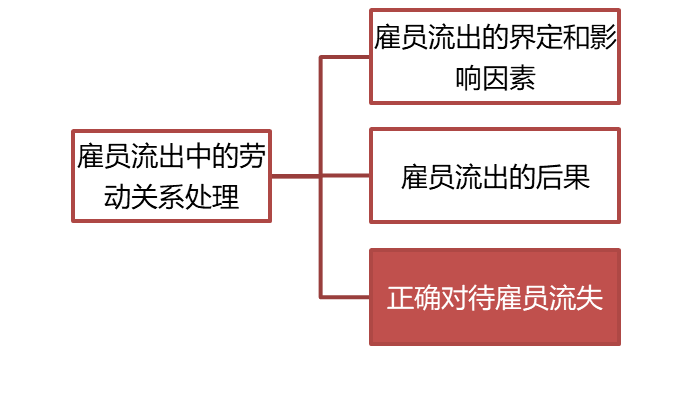 雇员流出的界定和影
响因素
雇员流出中的劳
动关系处理
雇员流出的后果
正确对待雇员流失